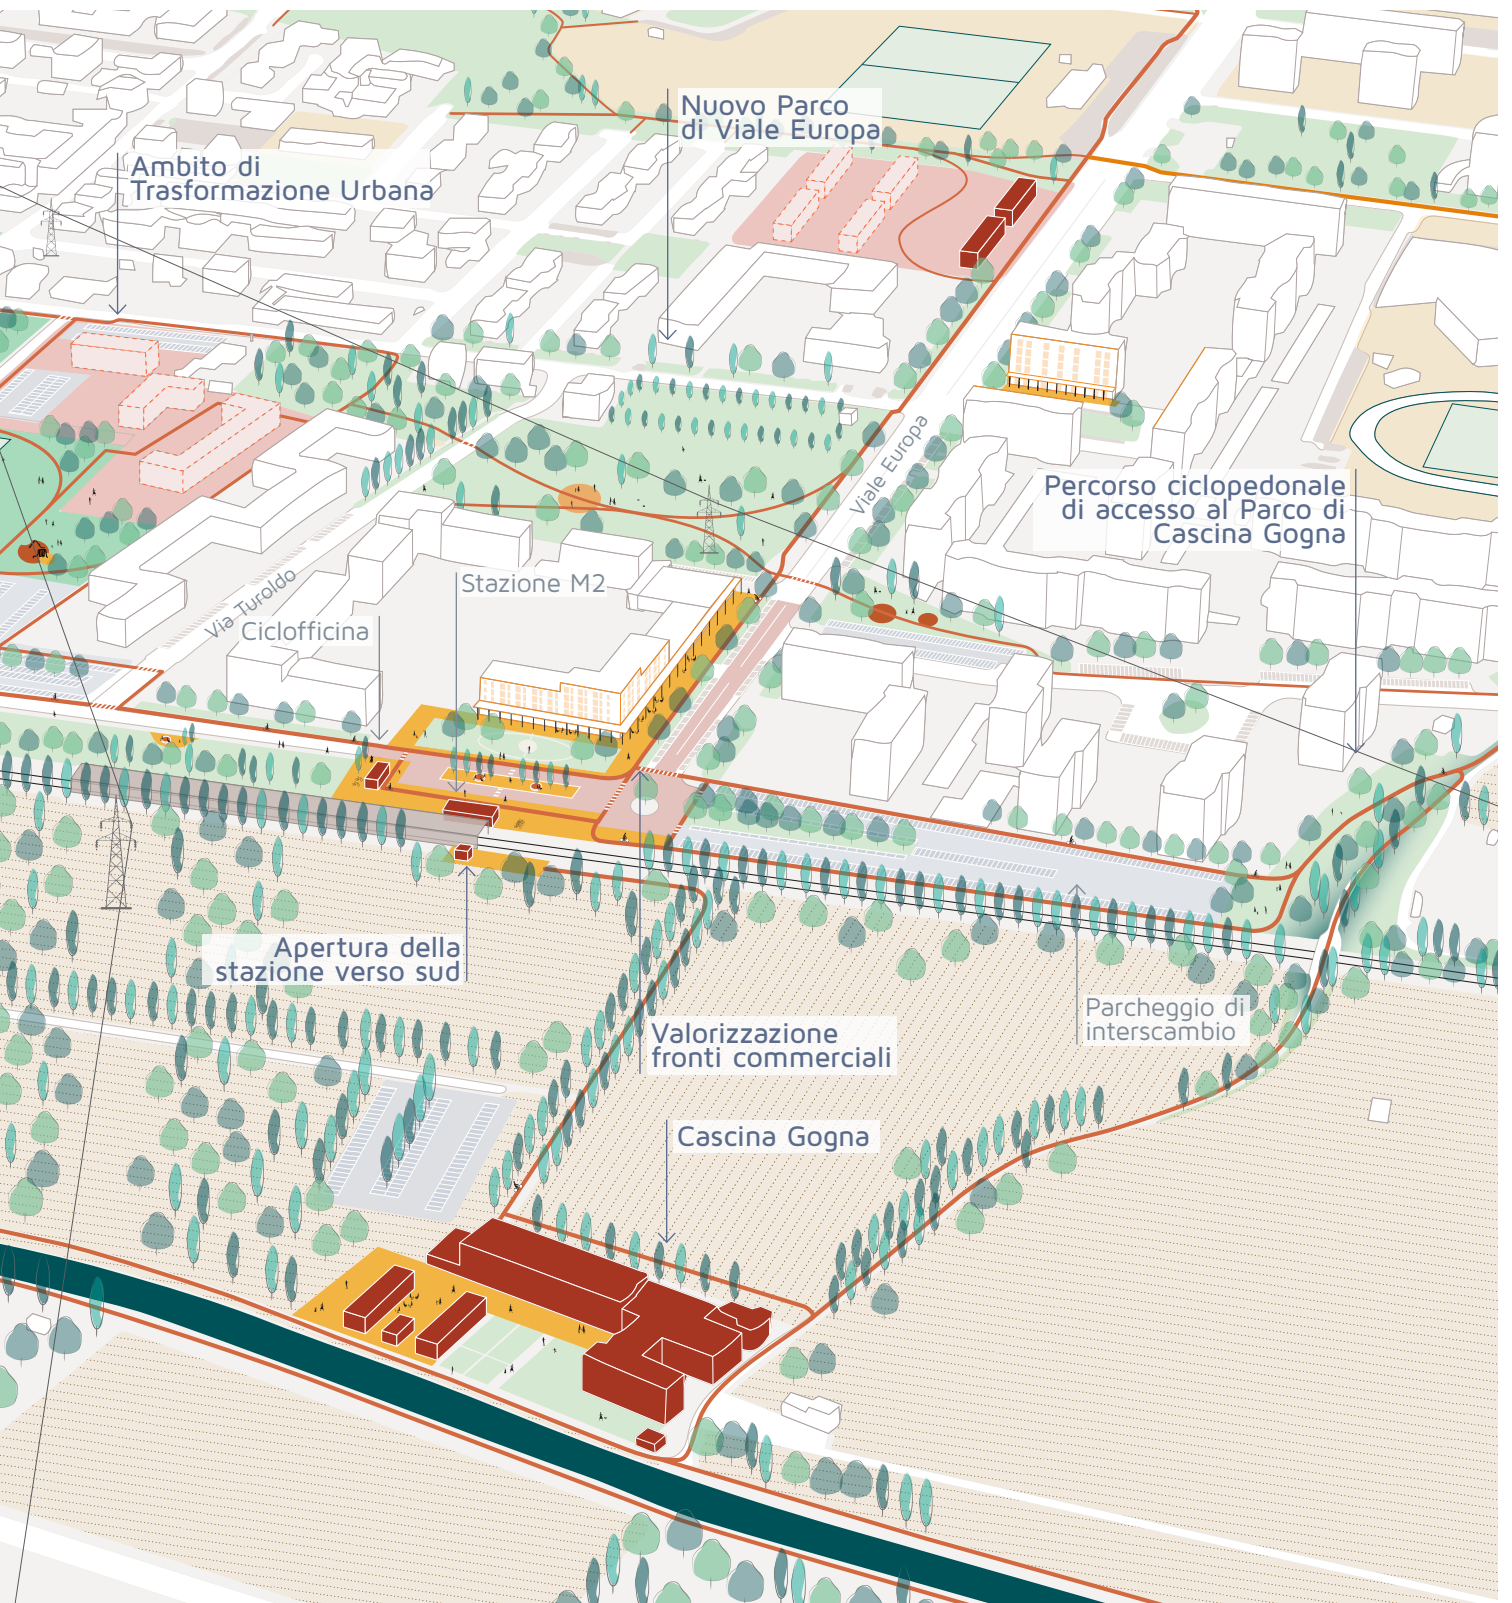 Nuovo Parco
di Viale Europa
Ambito di
Trasformazione Urbana
Viale Europa
Percorso ciclopedonale
di accesso al Parco di
Cascina Gogna
Stazione M2
Via Turoldo
Ciclofficina
Apertura della
stazione verso sud
Parcheggio di
interscambio
Valorizzazione
fronti commerciali
Cascina Gogna